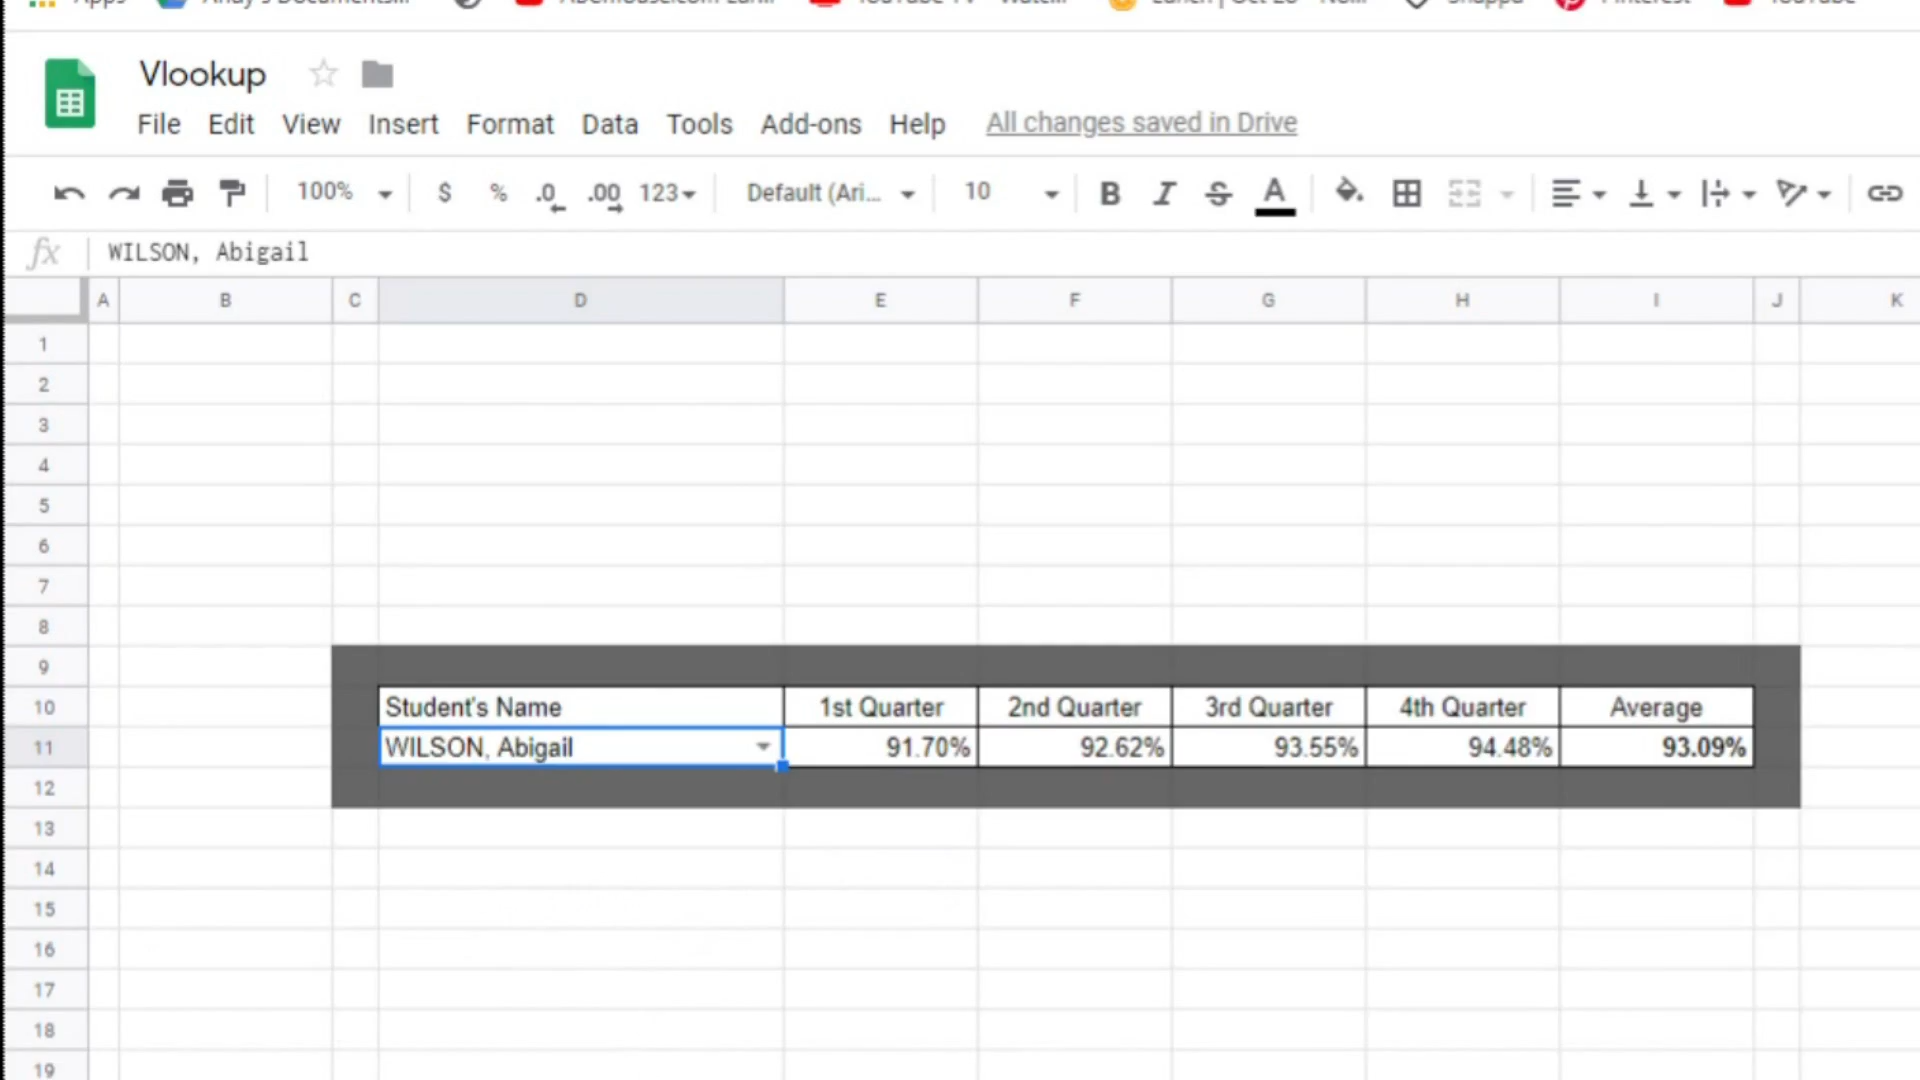 Vlookup
File Edit View Insert Format Data Tools Add-ons Help All changes saved in Drive
100% $ % .0 .00 123 Default (Ari... 10 B I S A
fx WILSON, Abigail
A B C D E F G H I J K
1
2
3
4
5
6
7
8
9
10 Student's Name 1st Quarter 2nd Quarter 3rd Quarter 4th Quarter Average
11 WILSON, Abigail 91.70% 92.62% 93.55% 94.48% 93.09%
12
13
14
15
16
17
18
19